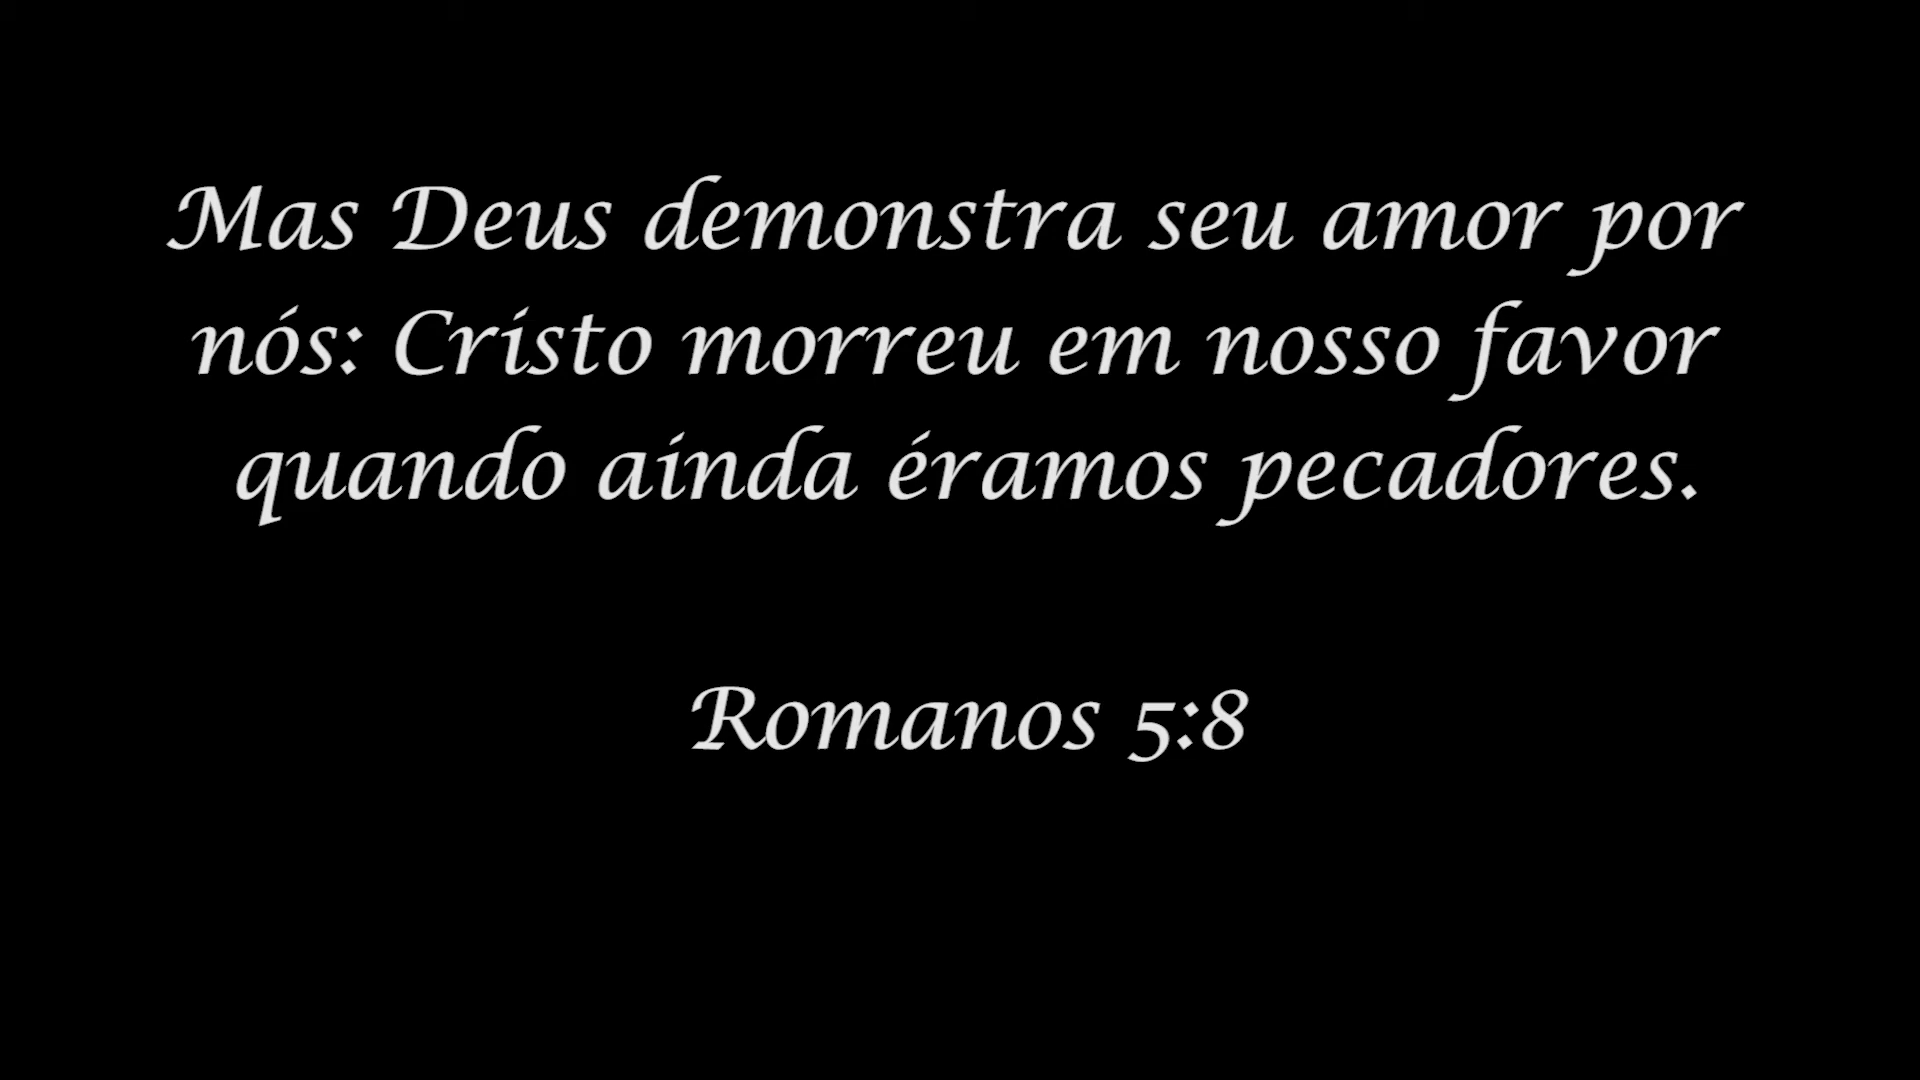 Mas Deus demonstra seu amor por
nós: Cristo morreu em nosso favor
quando ainda éramos pecadores.
Romanos 5:8